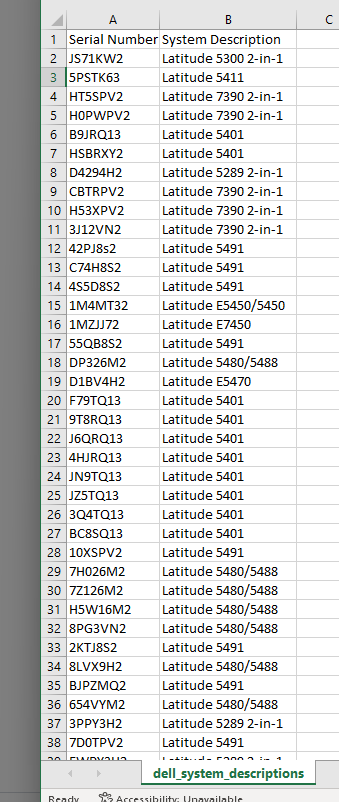 A B C
1 Serial Number System Description
2 JS71KW2 Latitude 5300 2-in-1
3 5PSTK63 Latitude 5411
4 HT5SPV2 Latitude 7390 2-in-1
5 H0PWPV2 Latitude 7390 2-in-1
6 B9JRQ13 Latitude 5401
7 HSBRXY2 Latitude 5401
8 D4294H2 Latitude 5289 2-in-1
9 CBTRPV2 Latitude 7390 2-in-1
10 H53XPV2 Latitude 7390 2-in-1
11 3J12VN2 Latitude 7390 2-in-1
12 42PJ8s2 Latitude 5491
13 C74H8S2 Latitude 5491
14 4S5D8S2 Latitude 5491
15 1M4MT32 Latitude E5450/5450
16 1MZJJ72 Latitude E7450
17 55QB8S2 Latitude 5491
18 DP326M2 Latitude 5480/5488
19 D1BV4H2 Latitude E5470
20 F79TQ13 Latitude 5401
21 9T8RQ13 Latitude 5401
22 J6QRQ13 Latitude 5401
23 4HJRQ13 Latitude 5401
24 JN9TQ13 Latitude 5401
25 JZ5TQ13 Latitude 5401
26 3Q4TQ13 Latitude 5401
27 BC8SQ13 Latitude 5401
28 10XSPV2 Latitude 5491
29 7H026M2 Latitude 5480/5488
30 7Z126M2 Latitude 5480/5488
31 H5W16M2 Latitude 5480/5488
32 8PG3VN2 Latitude 5480/5488
33 2KTJ8S2 Latitude 5491
34 8LVX9H2 Latitude 5480/5488
35 BJPZMQ2 Latitude 5491
36 654VYM2 Latitude 5480/5488
37 3PPY3H2 Latitude 5289 2-in-1
38 7D0TPV2 Latitude 5491
dell_system_descriptions
Ready Accessibility: Unavailable